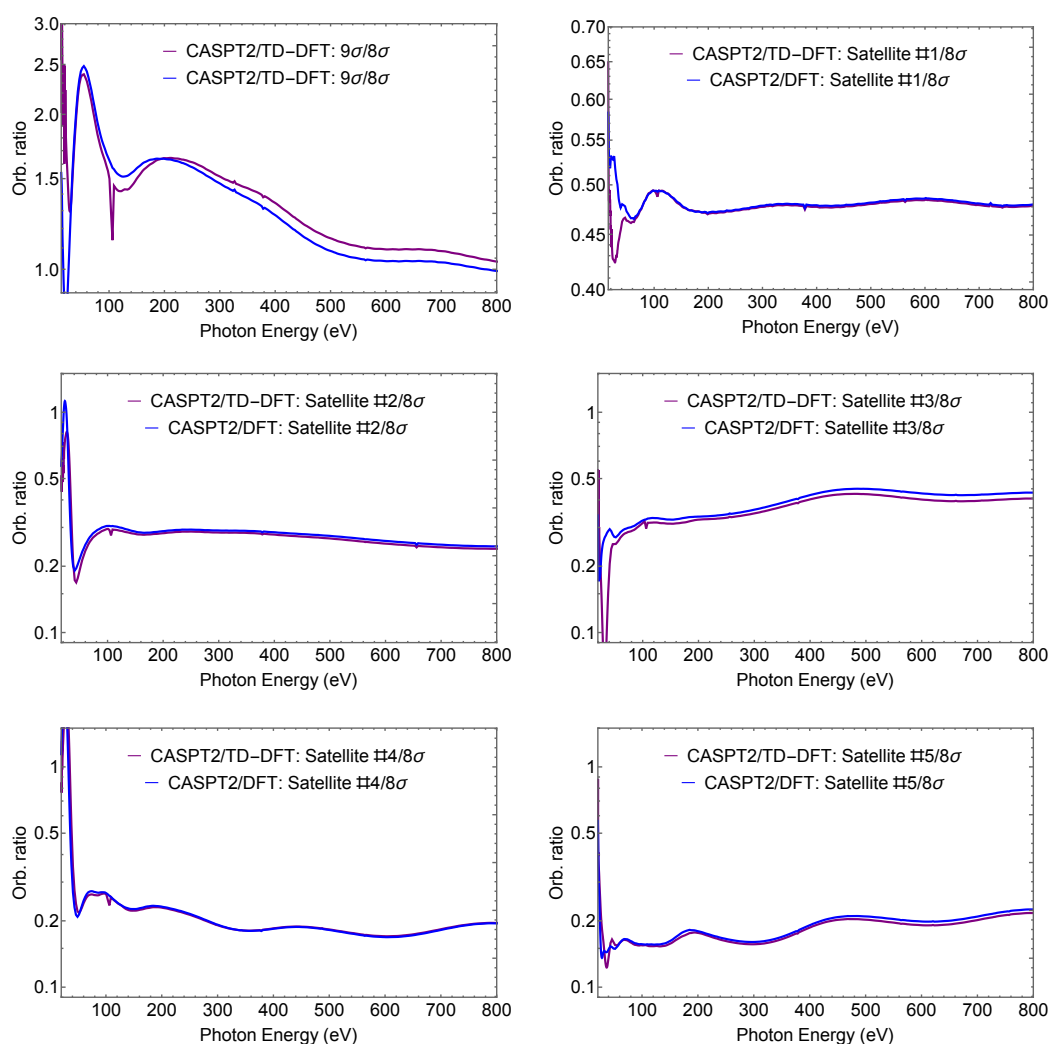 CASPT2/TD-DFT: 9σ/8σ
CASPT2/TD-DFT: 9σ/8σ
Orb. ratio
3.0
2.5
2.0
1.5
1.0
100 200 300 400 500 600 700 800
Photon Energy (eV)
CASPT2/TD-DFT: Satellite #1/8σ
CASPT2/DFT: Satellite #1/8σ
Orb. ratio
0.70
0.65
0.60
0.55
0.50
0.45
0.40
100 200 300 400 500 600 700 800
Photon Energy (eV)
CASPT2/TD-DFT: Satellite #2/8σ
CASPT2/DFT: Satellite #2/8σ
Orb. ratio
1
0.5
0.2
0.1
100 200 300 400 500 600 700 800
Photon Energy (eV)
CASPT2/TD-DFT: Satellite #3/8σ
CASPT2/DFT: Satellite #3/8σ
Orb. ratio
1
0.5
0.2
0.1
100 200 300 400 500 600 700 800
Photon Energy (eV)
CASPT2/TD-DFT: Satellite #4/8σ
CASPT2/DFT: Satellite #4/8σ
Orb. ratio
1
0.5
0.2
0.1
100 200 300 400 500 600 700 800
Photon Energy (eV)
CASPT2/TD-DFT: Satellite #5/8σ
CASPT2/DFT: Satellite #5/8σ
Orb. ratio
1
0.5
0.2
0.1
100 200 300 400 500 600 700 800
Photon Energy (eV)